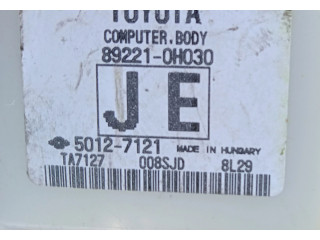 TOYOTA
COMPUTER, BODY
89221-0H030
JE
5012-7121 MADE IN HUNGARY
TA7127 008SJD 8L29